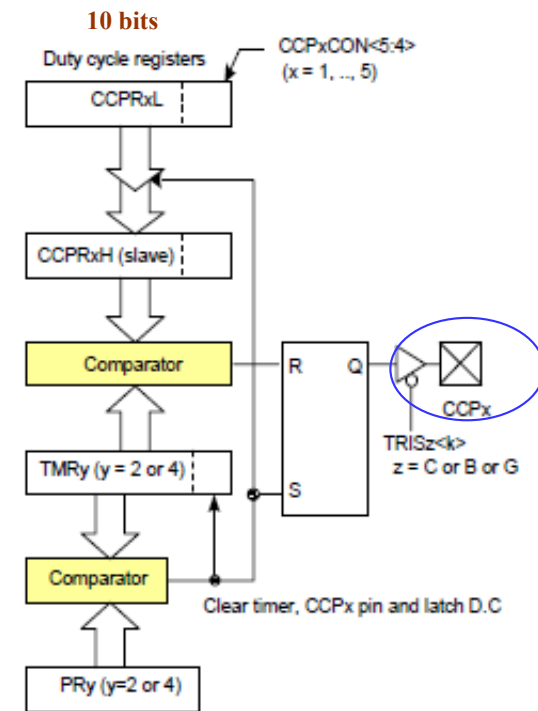 10 bits
Duty cycle registers
CCPxCON<5:4>
(x = 1, .., 5)
CCPRxL
CCPRxH (slave)
Comparator
R
Q
CCPx
TRISz<k>
z = C or B or G
TMRy (y = 2 or 4)
S
Comparator
Clear timer, CCPx pin and latch D.C
PRy (y=2 or 4)